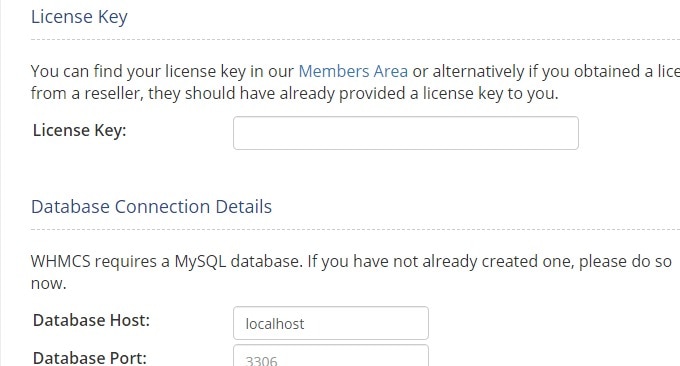 License Key
You can find your license key in our Members Area or alternatively if you obtained a lice
from a reseller, they should have already provided a license key to you.
License Key:
Database Connection Details
WHMCS requires a MySQL database. If you have not already created one, please do so
now.
Database Host: localhost
Database Port: 3306